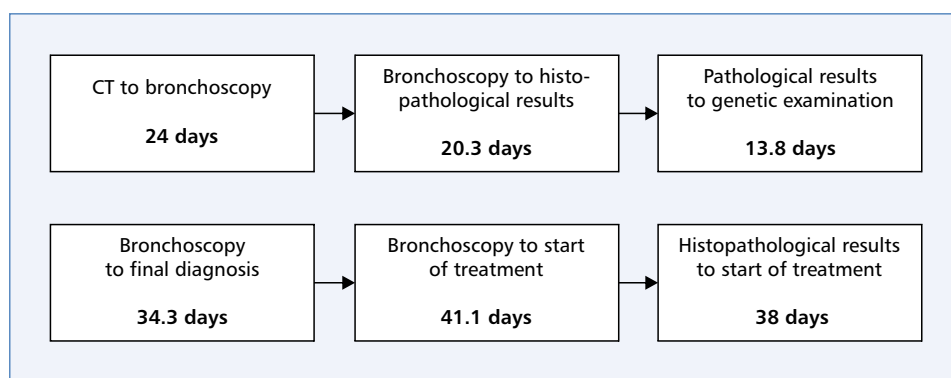 CT to bronchoscopy
24 days
Bronchoscopy to histo-
pathological results
20.3 days
Pathological results
to genetic examination
13.8 days
Bronchoscopy
to final diagnosis
34.3 days
Bronchoscopy to start
of treatment
41.1 days
Histopathological results
to start of treatment
38 days